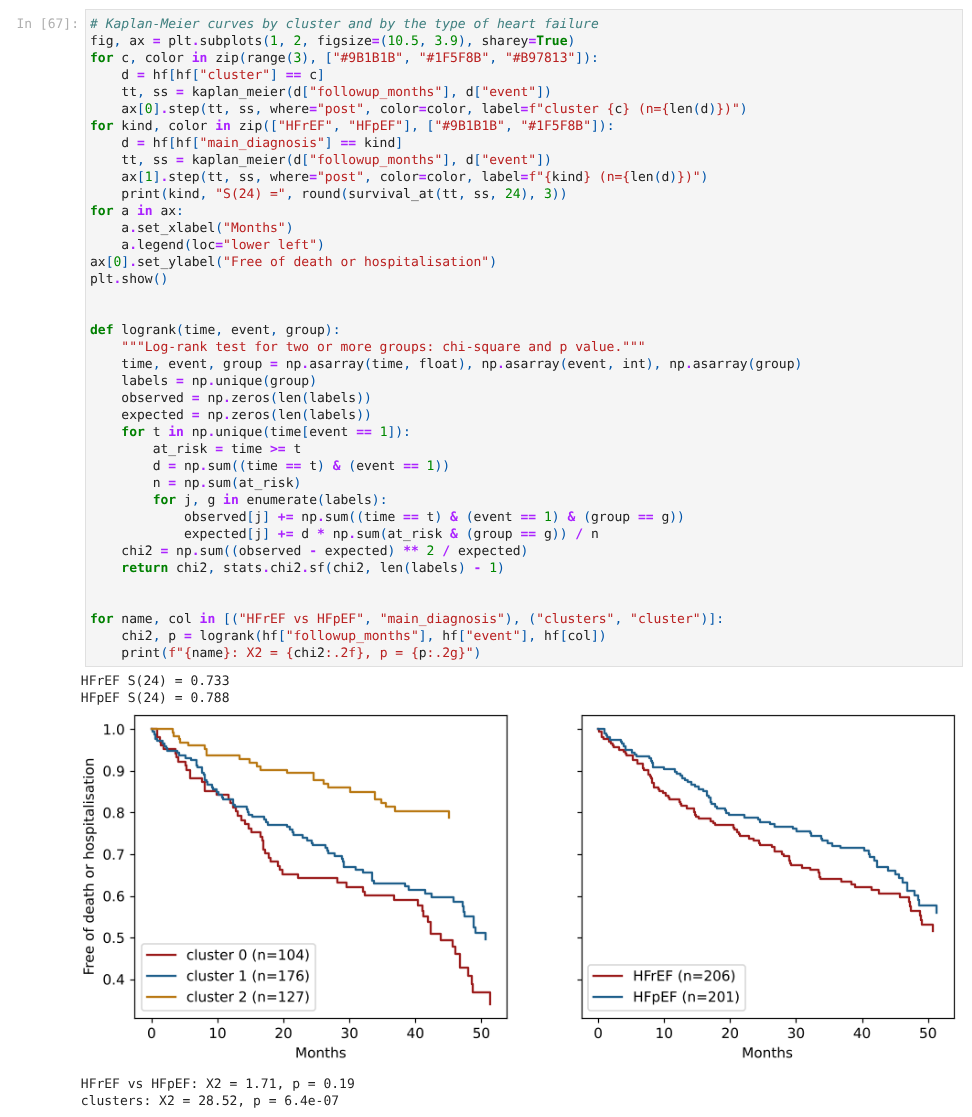 In [67]:
# Kaplan-Meier curves by cluster and by the type of heart failure
fig, ax = plt.subplots(1, 2, figsize=(10.5, 3.9), sharey=True)
for c, color in zip(range(3), ["#9B1B1B", "#1F5F8B", "#B97813"]):
    d = hf[hf["cluster"] == c]
    tt, ss = kaplan_meier(d["followup_months"], d["event"])
    ax[0].step(tt, ss, where="post", color=color, label=f"cluster {c} (n={len(d)})")
for kind, color in zip(["HFrEF", "HFpEF"], ["#9B1B1B", "#1F5F8B"]):
    d = hf[hf["main_diagnosis"] == kind]
    tt, ss = kaplan_meier(d["followup_months"], d["event"])
    ax[1].step(tt, ss, where="post", color=color, label=f"{kind} (n={len(d)})")
    print(kind, "S(24) =", round(survival_at(tt, ss, 24), 3))
for a in ax:
    a.set_xlabel("Months")
    a.legend(loc="lower left")
ax[0].set_ylabel("Free of death or hospitalisation")
plt.show()
def logrank(time, event, group):
    """Log-rank test for two or more groups: chi-square and p value."""
    time, event, group = np.asarray(time, float), np.asarray(event, int), np.asarray(group)
    labels = np.unique(group)
    observed = np.zeros(len(labels))
    expected = np.zeros(len(labels))
    for t in np.unique(time[event == 1]):
        at_risk = time >= t
        d = np.sum((time == t) & (event == 1))
        n = np.sum(at_risk)
        for j, g in enumerate(labels):
            observed[j] += np.sum((time == t) & (event == 1) & (group == g))
            expected[j] += d * np.sum(at_risk & (group == g)) / n
    chi2 = np.sum((observed - expected) ** 2 / expected)
    return chi2, stats.chi2.sf(chi2, len(labels) - 1)
for name, col in [("HFrEF vs HFpEF", "main_diagnosis"), ("clusters", "cluster")]:
    chi2, p = logrank(hf["followup_months"], hf["event"], hf[col])
    print(f"{name}: X2 = {chi2:.2f}, p = {p:.2g}")
HFrEF S(24) = 0.733
HFpEF S(24) = 0.788
Free of death or hospitalisation
1.0
0.9
0.8
0.7
0.6
0.5
0.4
cluster 0 (n=104)
cluster 1 (n=176)
cluster 2 (n=127)
0 10 20 30 40 50
Months
HFrEF (n=206)
HFpEF (n=201)
0 10 20 30 40 50
Months
HFrEF vs HFpEF: X2 = 1.71, p = 0.19
clusters: X2 = 28.52, p = 6.4e-07